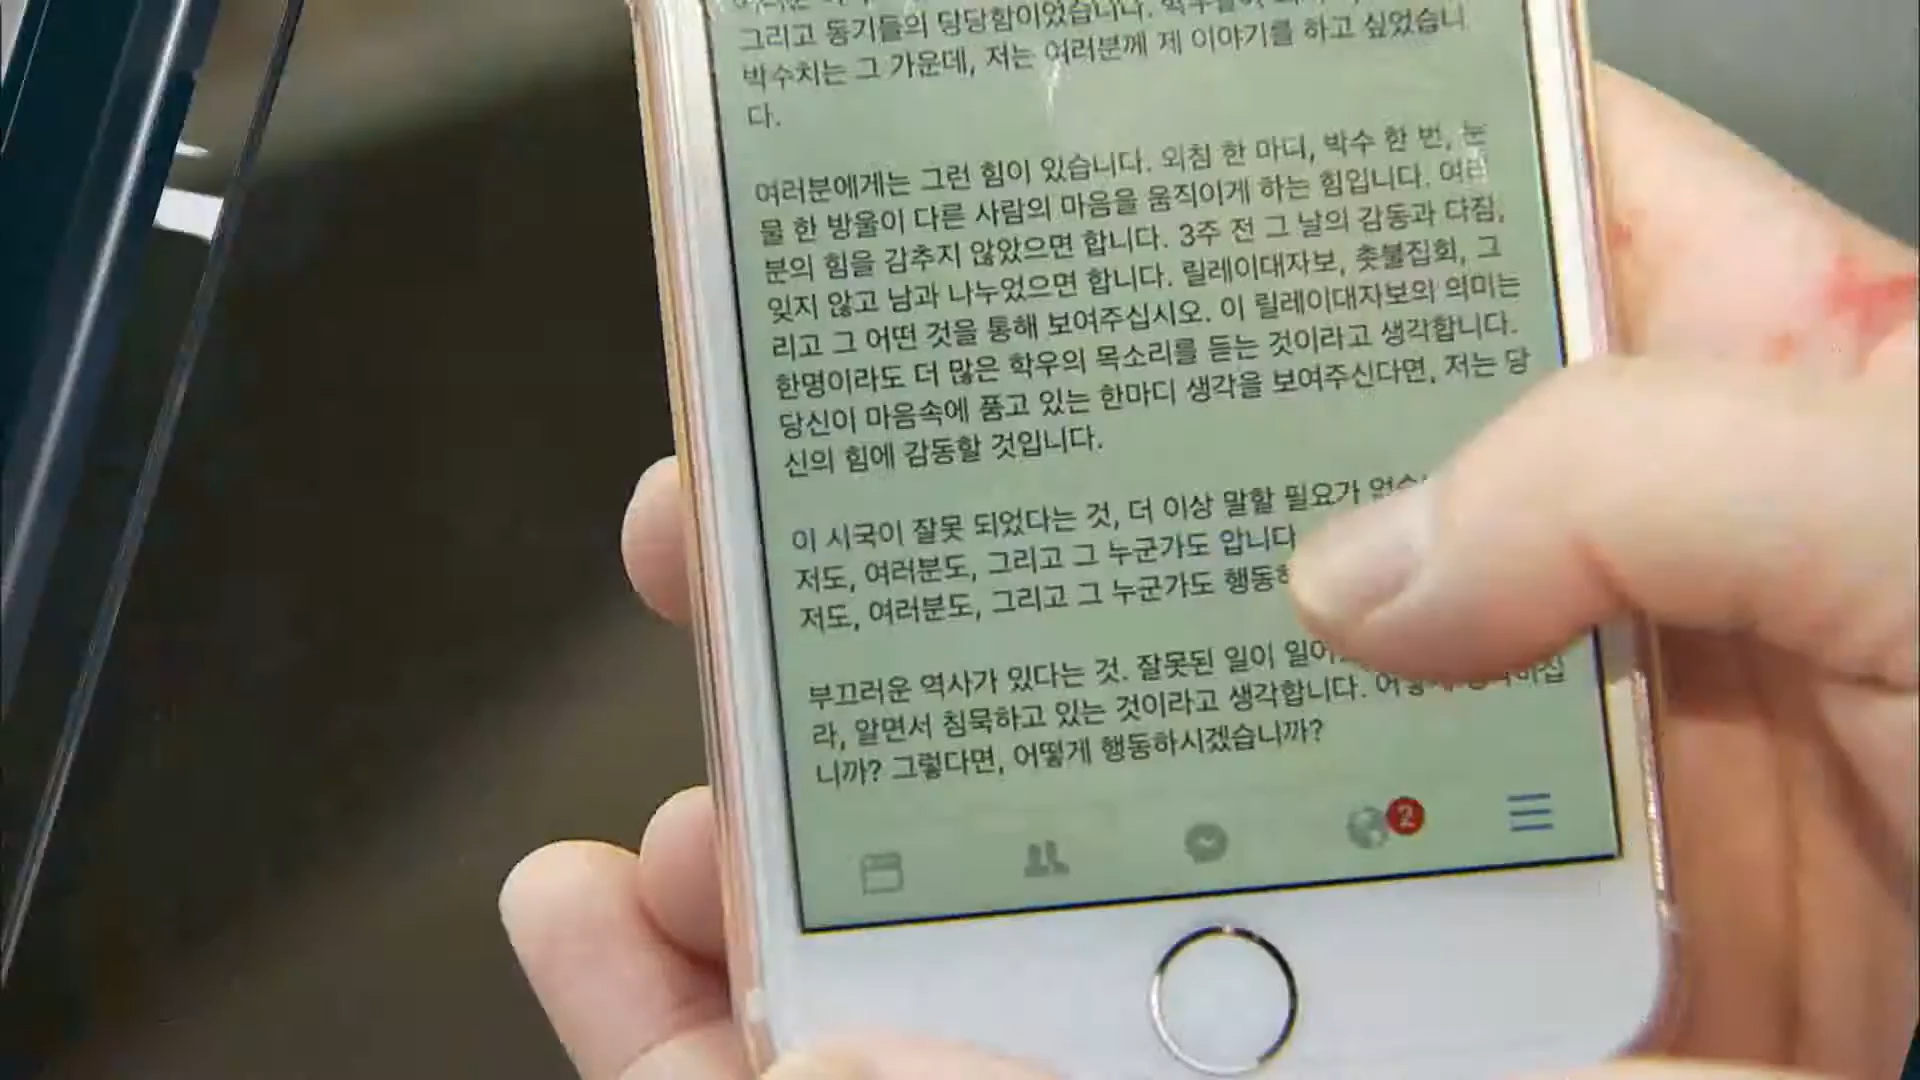 그리고 동기들의 당당함이었습니다.
박수치는 그 가운데, 저는 여러분께 제 이야기를 하고 싶었습니
다.
여러분에게는 그런 힘이 있습니다. 외침 한 마디, 박수 한 번, 눈
물 한 방울이 다른 사람의 마음을 움직이게 하는 힘입니다. 여러
분의 힘을 감추지 않았으면 합니다. 3주 전 그 날의 감동과 다짐,
잊지 않고 남과 나누었으면 합니다. 릴레이대자보, 촛불집회, 그
리고 그 어떤 것을 통해 보여주십시오. 이 릴레이대자보의 의미는
한명이라도 더 많은 학우의 목소리를 듣는 것이라고 생각합니다.
당신이 마음속에 품고 있는 한마디 생각을 보여주신다면, 저는 당
신의 힘에 감동할 것입니다.
이 시국이 잘못 되었다는 것, 더 이상 말할 필요가
저도, 여러분도, 그리고 그 누군가도 압니다
저도, 여러분도, 그리고 그 누군가도
부끄러운 역사가 있다는 것. 잘못된 일이
라, 알면서 침묵하고 있는 것이라고 생각합니다.
니까? 그렇다면, 어떻게 행동하시겠습니까?
2